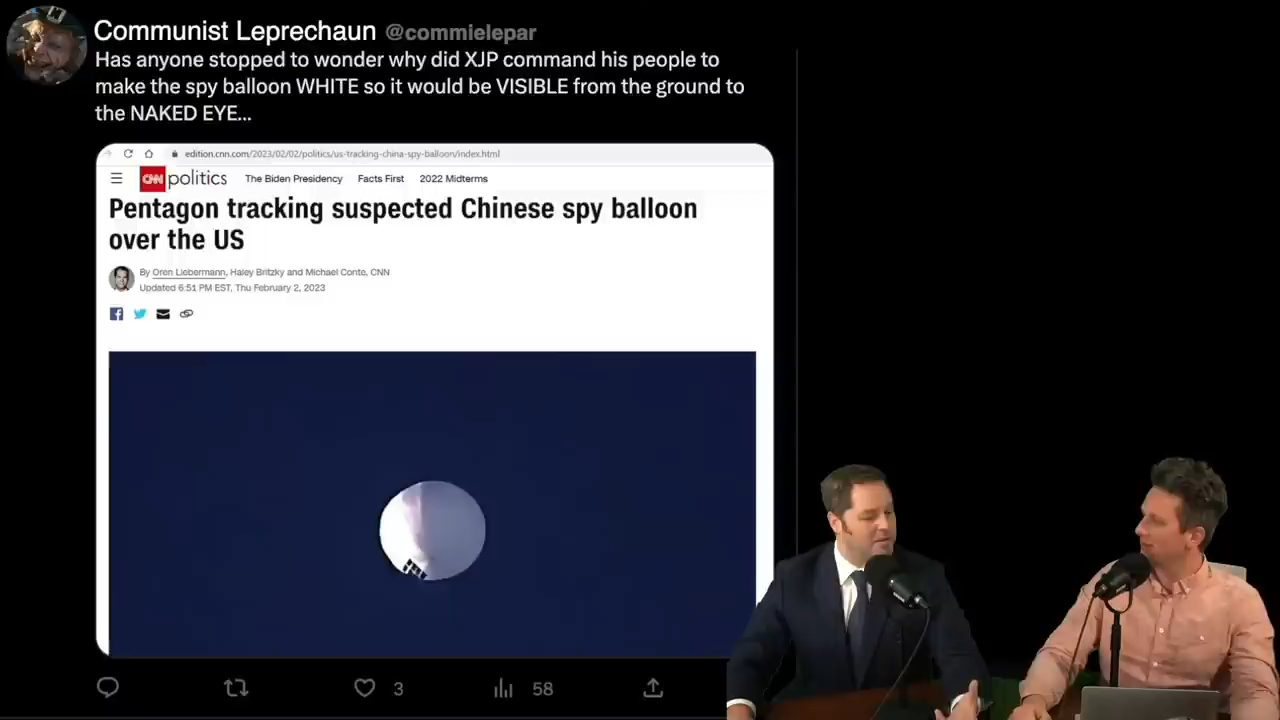 Communist Leprechaun @commielepar
Has anyone stopped to wonder why did XJP command his people to
make the spy balloon WHITE so it would be VISIBLE from the ground to
the NAKED EYE...
edition.cnn.com/2023/02/02/politics/us-tracking-china-spy-balloon/index.html
CNN politics The Biden Presidency Facts First 2022 Midterms
Pentagon tracking suspected Chinese spy balloon
over the US
By Oren Liebermann, Haley Britzky and Michael Conte, CNN
Updated 6:51 PM EST, Thu February 2, 2023
3 58